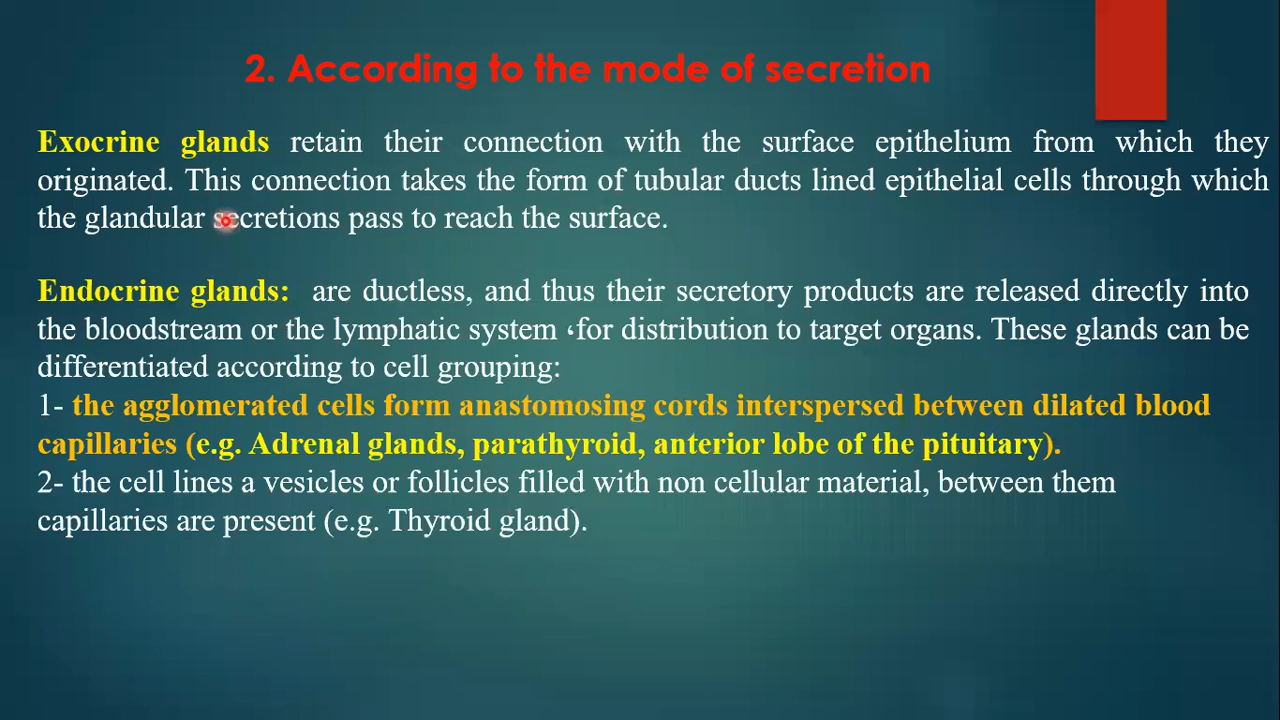 2. According to the mode of secretion
Exocrine glands retain their connection with the surface epithelium from which they
originated. This connection takes the form of tubular ducts lined epithelial cells through which
the glandular secretions pass to reach the surface.
Endocrine glands: are ductless, and thus their secretory products are released directly into
the bloodstream or the lymphatic system ،for distribution to target organs. These glands can be
differentiated according to cell grouping:
1- the agglomerated cells form anastomosing cords interspersed between dilated blood
capillaries (e.g. Adrenal glands, parathyroid, anterior lobe of the pituitary).
2- the cell lines a vesicles or follicles filled with non cellular material, between them
capillaries are present (e.g. Thyroid gland).